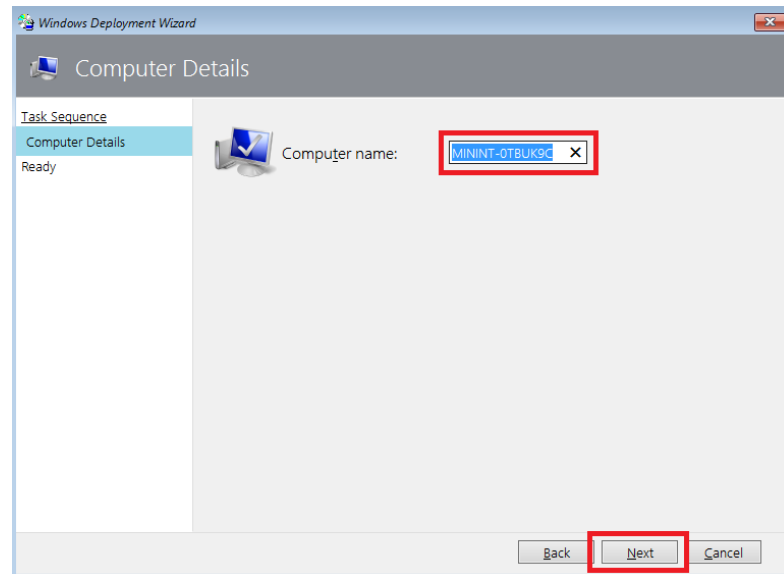 Windows Deployment Wizard
Computer Details
Task Sequence
Computer Details
Ready
Computer name: MININT-0TBUK9C
Back Next Cancel